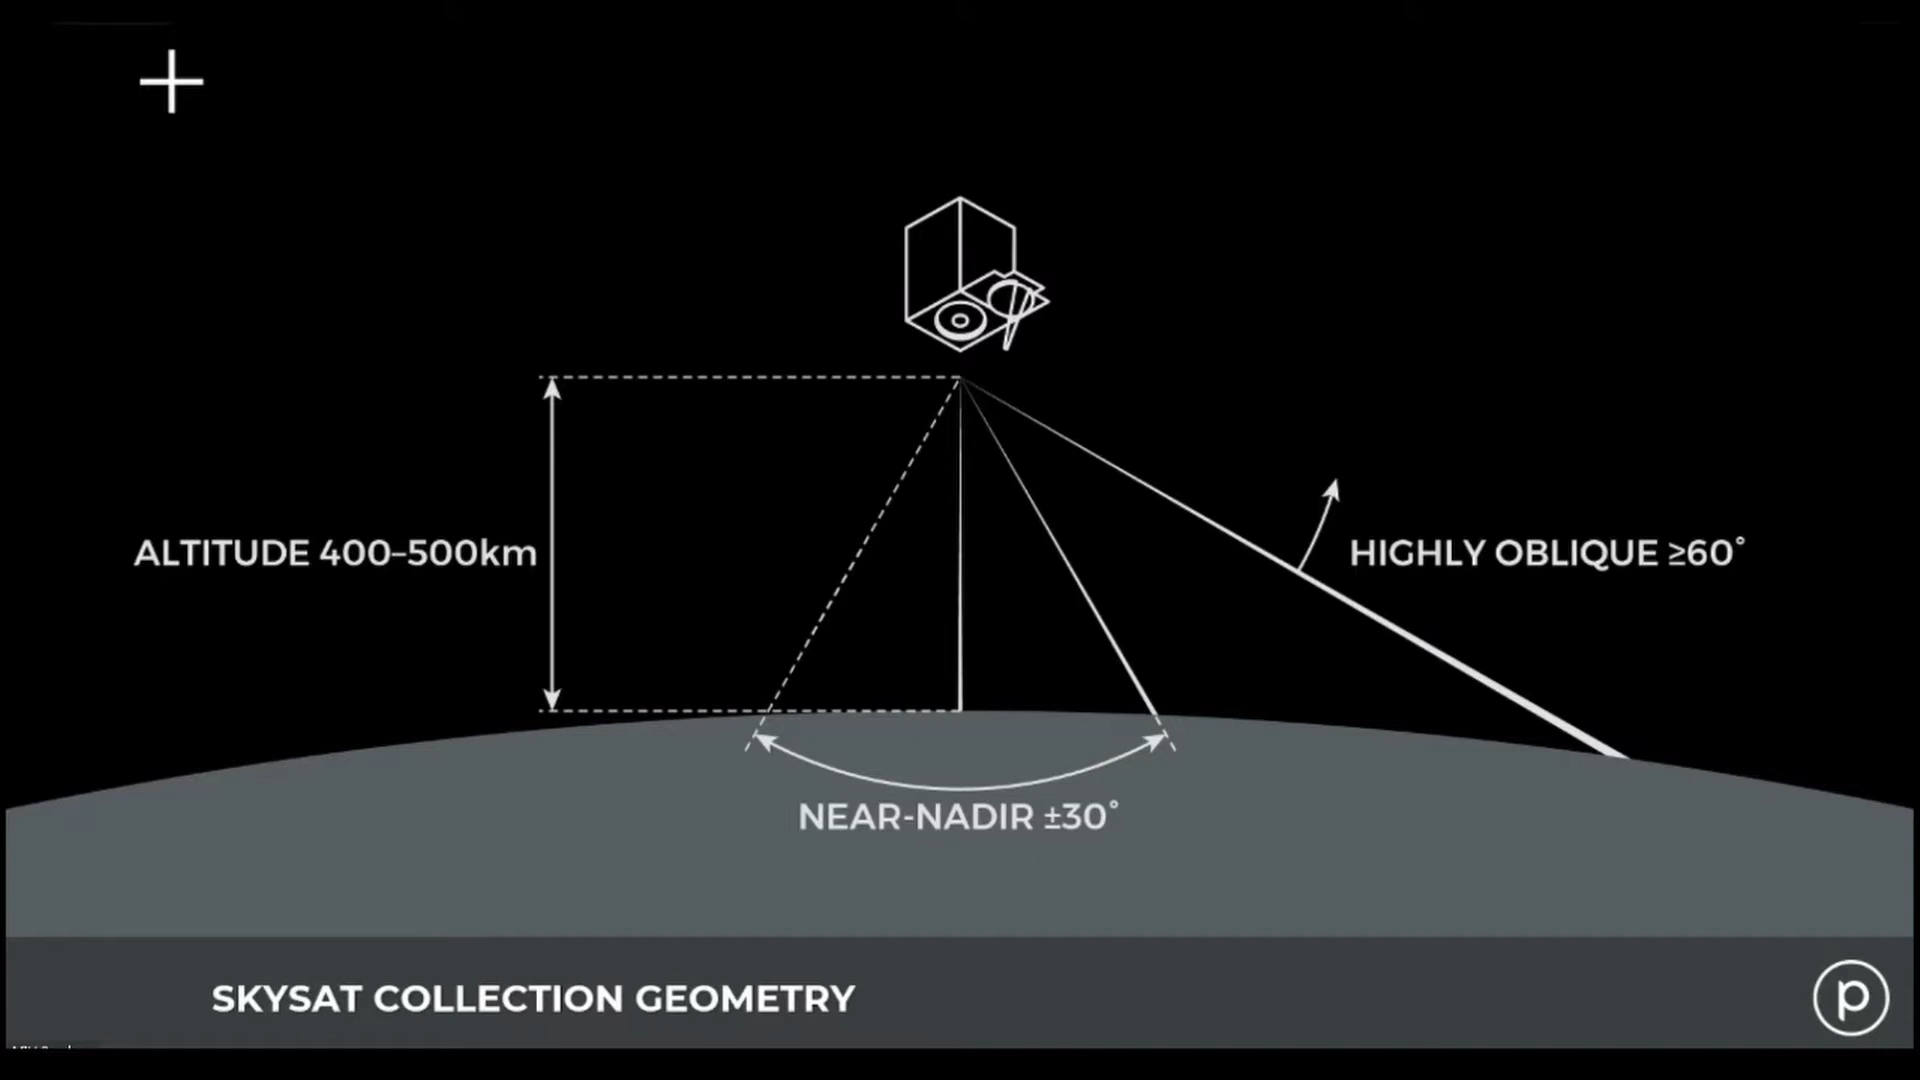 ALTITUDE 400–500km
HIGHLY OBLIQUE ≥60°
NEAR-NADIR ±30°
SKYSAT COLLECTION GEOMETRY
p